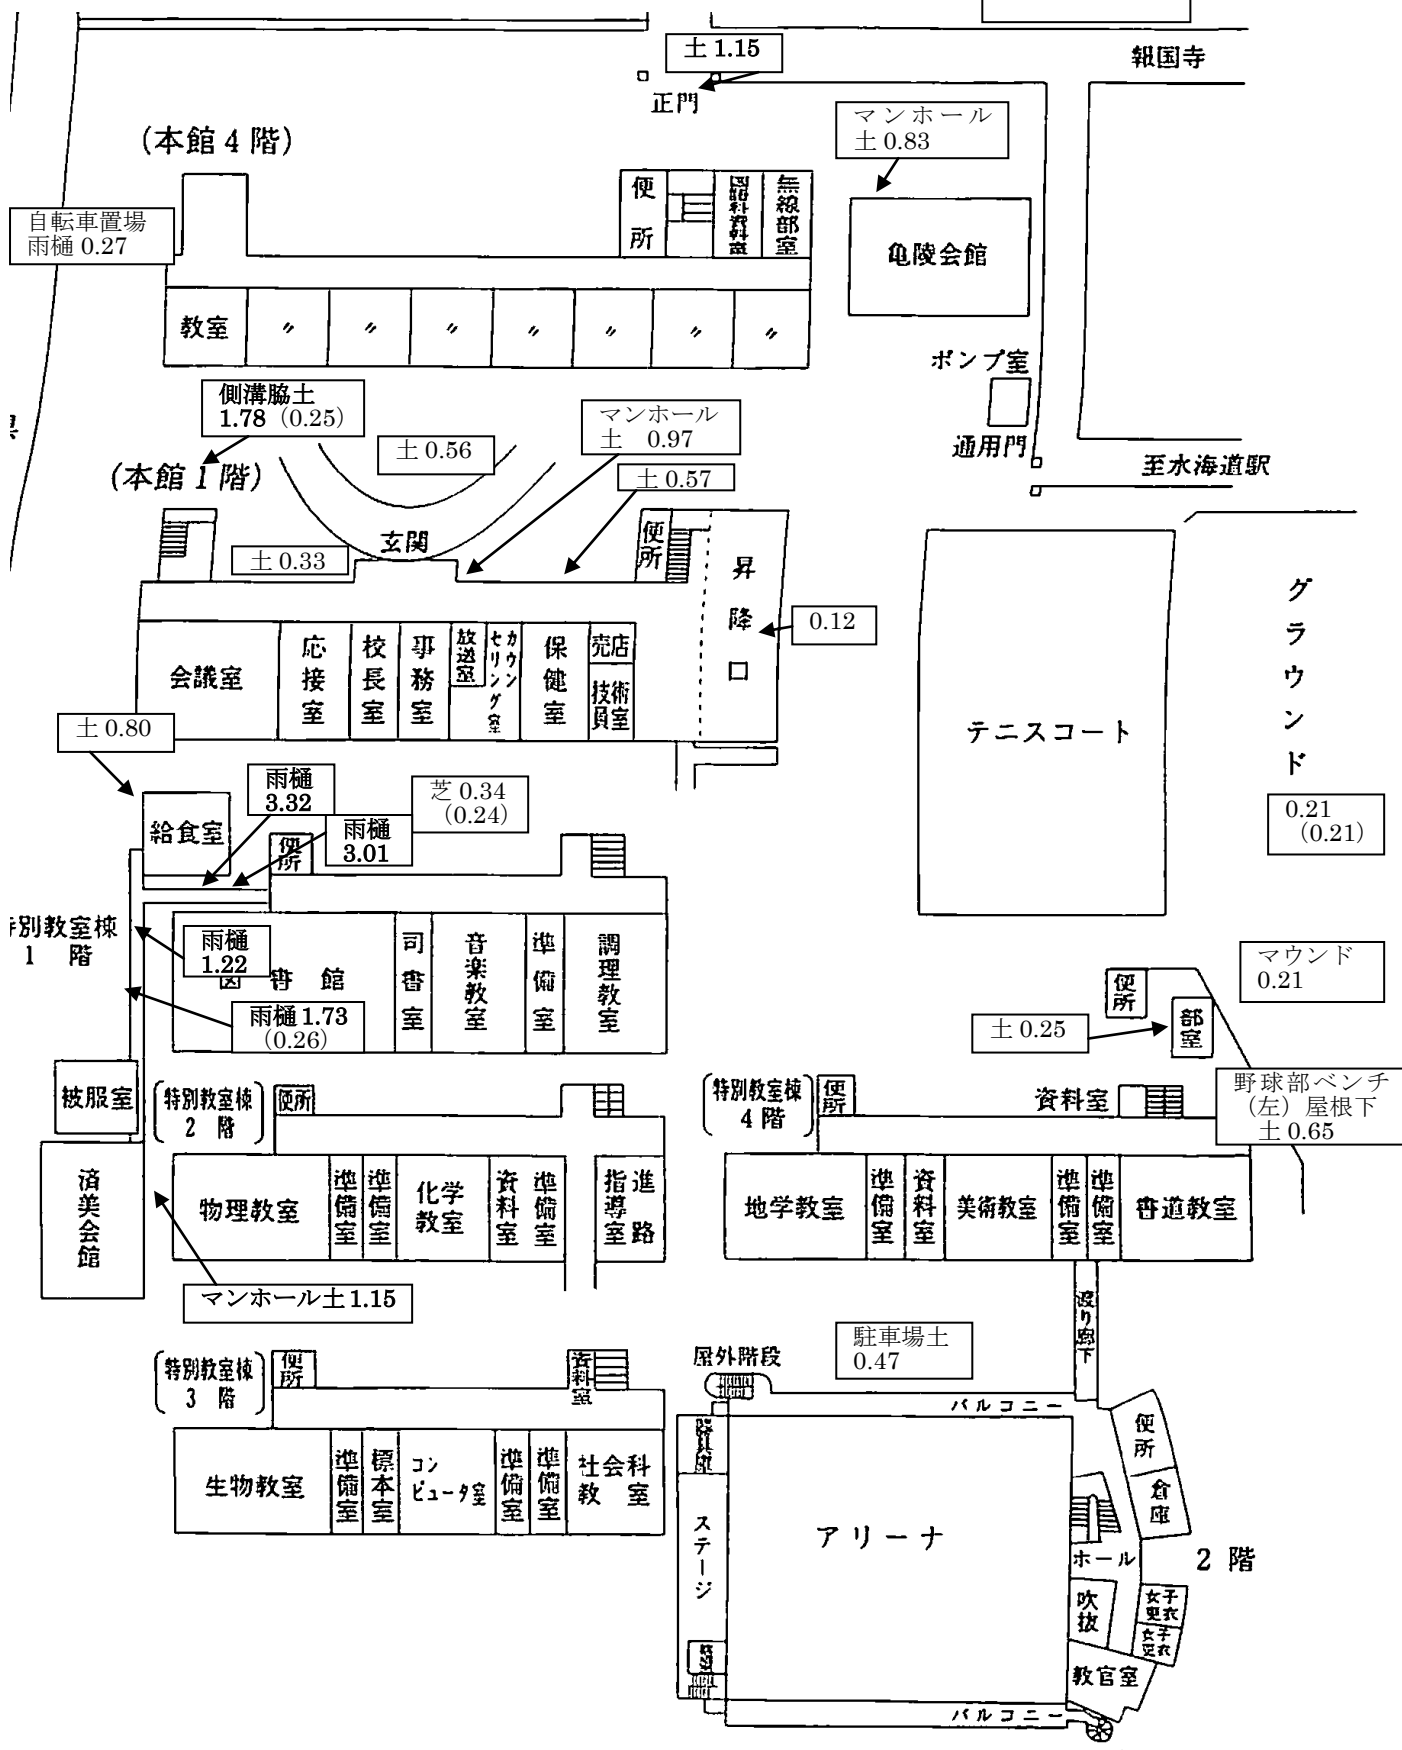 土 1.15
報国寺
正門
マンホール
土 0.83
(本館 4 階)
自転車置場
雨樋 0.27
便所
国語科資料室
無線部室
亀陵会館
教室
〃
〃
〃
〃
〃
〃
〃
ポンプ室
通用門
至水海道駅
側溝脇土
1.78（0.25）
土 0.56
マンホール
土　0.97
土 0.57
(本館 1 階)
玄関
土 0.33
便所
昇降口
0.12
会議室
応接室
校長室
事務室
放送室
カウンセリング室
保健室
売店
技術員室
テニスコート
グラウンド
0.21
（0.21）
土 0.80
雨樋
3.32
雨樋
3.01
芝 0.34
（0.24）
給食室
便所
別教室棟
1 階
雨樋
1.22
雨樋 1.73
（0.26）
書館
司書室
音楽教室
準備室
調理教室
マウンド
0.21
便所
部室
土 0.25
野球部ベンチ
（左）屋根下
土 0.65
被服室
済美会館
特別教室棟
2 階
便所
物理教室
準備室
準備室
化学教室
資料室
準備室
進路指導室
マンホール土 1.15
特別教室棟
4 階
便所
資料室
地学教室
準備室
資料室
美術教室
準備室
準備室
書道教室
渡り廊下
特別教室棟
3 階
便所
資料室
生物教室
準備室
標本室
コンピュータ室
準備室
準備室
社会科教室
駐車場土
0.47
屋外階段
バルコニー
ステージ
アリーナ
便所
倉庫
ホール
2 階
吹抜
女子更衣
女子更衣
教官室
バルコニー